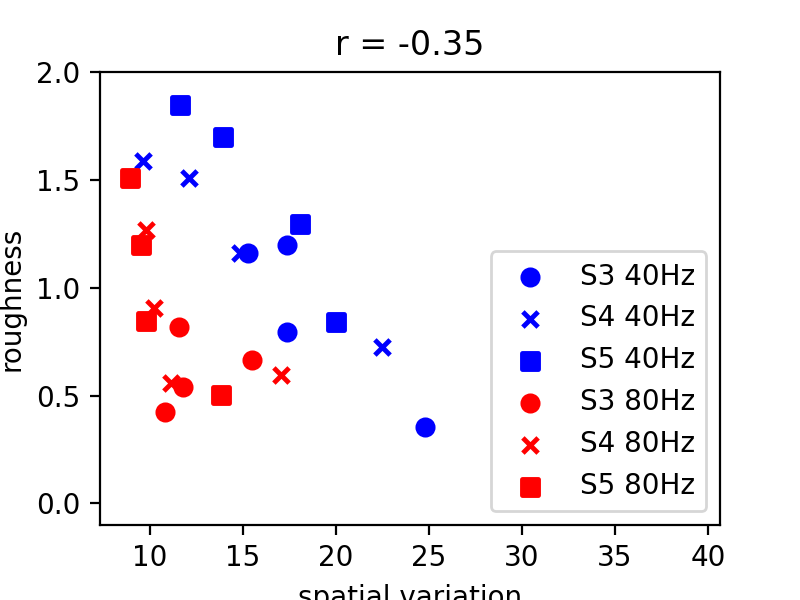 r = -0.35
2.0
1.5
1.0
0.5
0.0
roughness
S3 40Hz
S4 40Hz
S5 40Hz
S3 80Hz
S4 80Hz
S5 80Hz
10 15 20 25 30 35 40
spatial variation